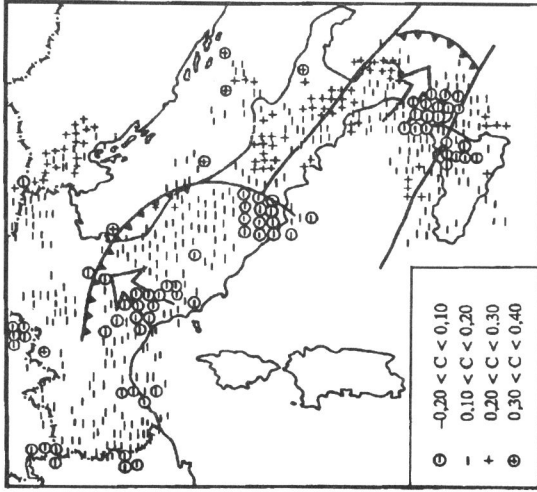 ⊖ -0,20 < C < 0,10
– 0,10 < C < 0,20
+ 0,20 < C < 0,30
⊕ 0,30 < C < 0,40